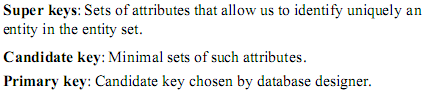 Super keys: Sets of attributes that allow us to identify uniquely an
entity in the entity set.
Candidate key: Minimal sets of such attributes.
Primary key: Candidate key chosen by database designer.